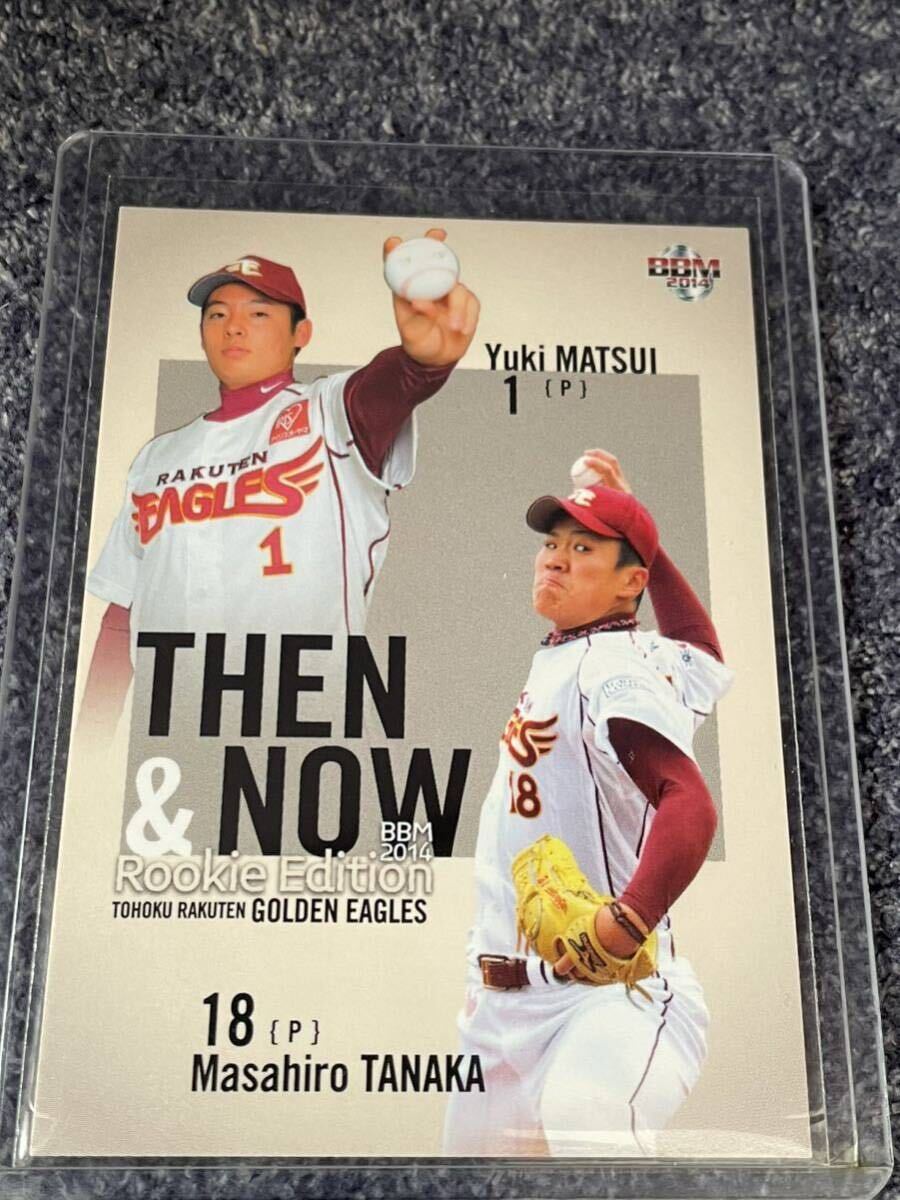 BBM
2014
Yuki MATSUI
1 { P }
RAKUTEN
EAGLES
1
18
THEN
& NOW
BBM
2014
Rookie Edition
TOHOKU RAKUTEN GOLDEN EAGLES
18 { P }
Masahiro TANAKA